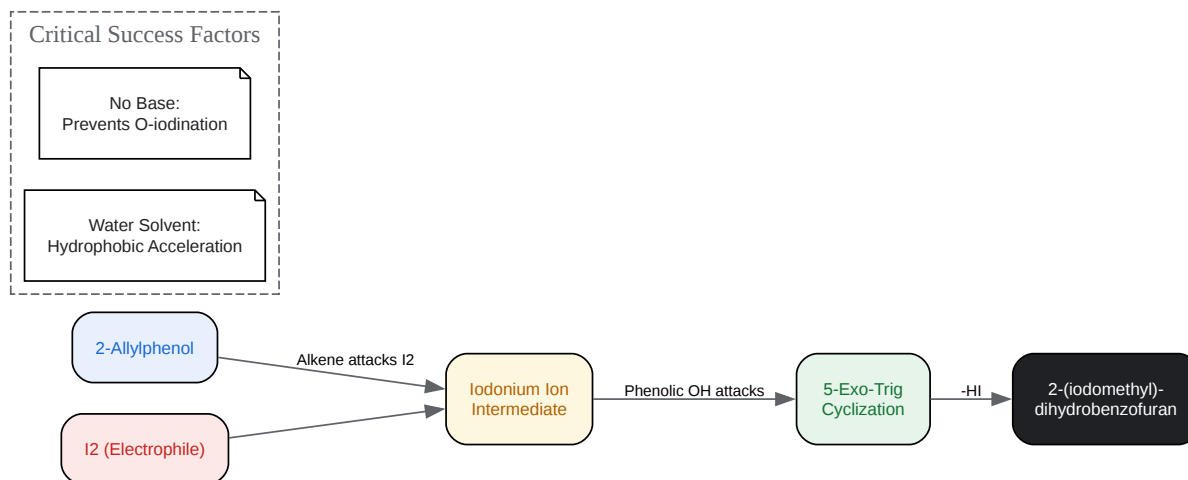 Critical Success Factors
No Base:
Prevents O-iodination
Water Solvent:
Hydrophobic Acceleration
2-Allylphenol
Alkene attacks I2
I2 (Electrophile)
Iodonium Ion
Intermediate
Phenolic OH attacks
5-Exo-Trig
Cyclization
-HI
2-(iodomethyl)-
dihydrobenzofuran